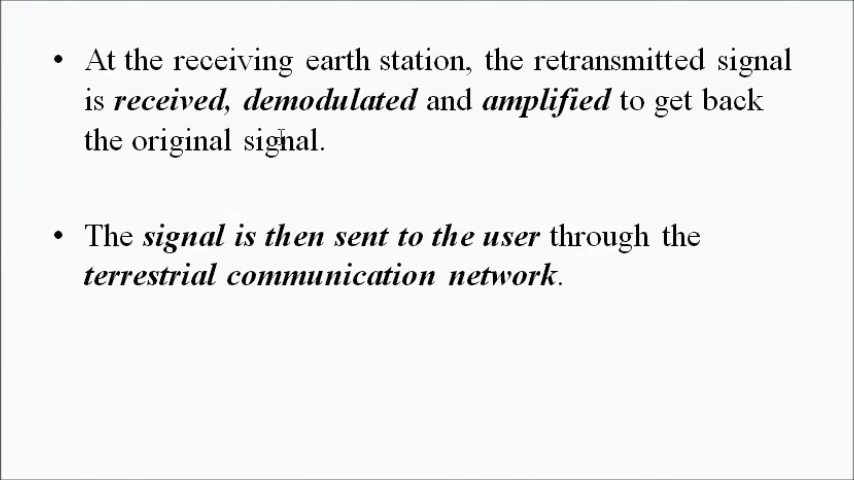 • At the receiving earth station, the retransmitted signal
is received, demodulated and amplified to get back
the original signal.
• The signal is then sent to the user through the
terrestrial communication network.